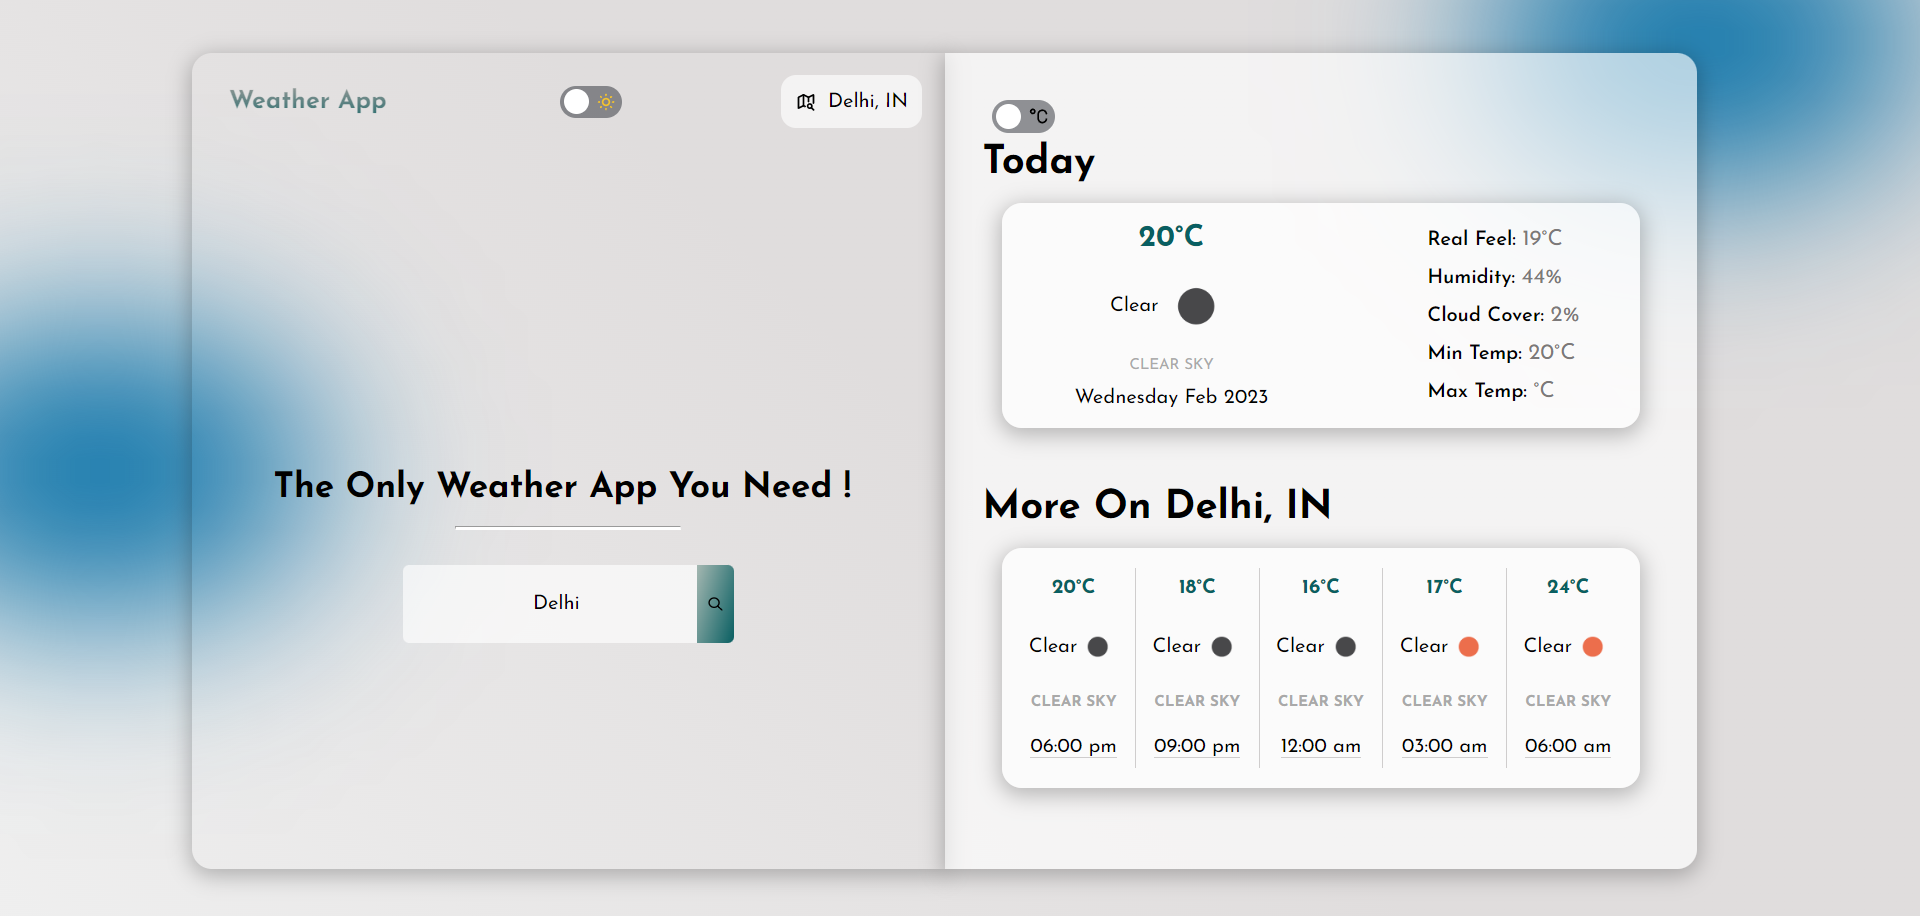 Weather App
Delhi, IN
The Only Weather App You Need !
Delhi
°C
Today
20°C
Clear
CLEAR SKY
Wednesday Feb 2023
Real Feel: 19°C
Humidity: 44%
Cloud Cover: 2%
Min Temp: 20°C
Max Temp: °C
More On Delhi, IN
20°C 18°C 16°C 17°C 24°C
Clear Clear Clear Clear Clear
CLEAR SKY CLEAR SKY CLEAR SKY CLEAR SKY CLEAR SKY
06:00 pm 09:00 pm 12:00 am 03:00 am 06:00 am